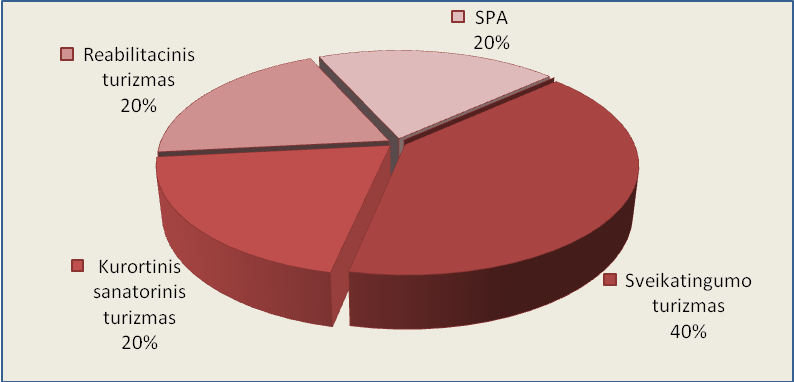 SPA
20%
Reabilitacinis
turizmas
20%
Kurortinis
sanatorinis
turizmas
20%
Sveikatingumo
turizmas
40%